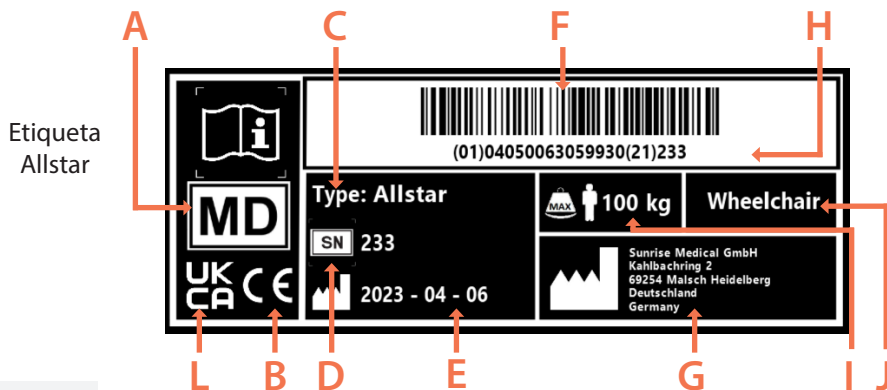 A
C
F
H
Etiqueta
Allstar
i
(01)04050063059930(21)233
MD
Type: Allstar
MAX
100 kg
Wheelchair
SN 233
UK
CA
CE
2023 - 04 - 06
Sunrise Medical GmbH
Kahlbachring 2
69254 Malsch Heidelberg
Deutschland
Germany
L
B
D
E
G
I
J